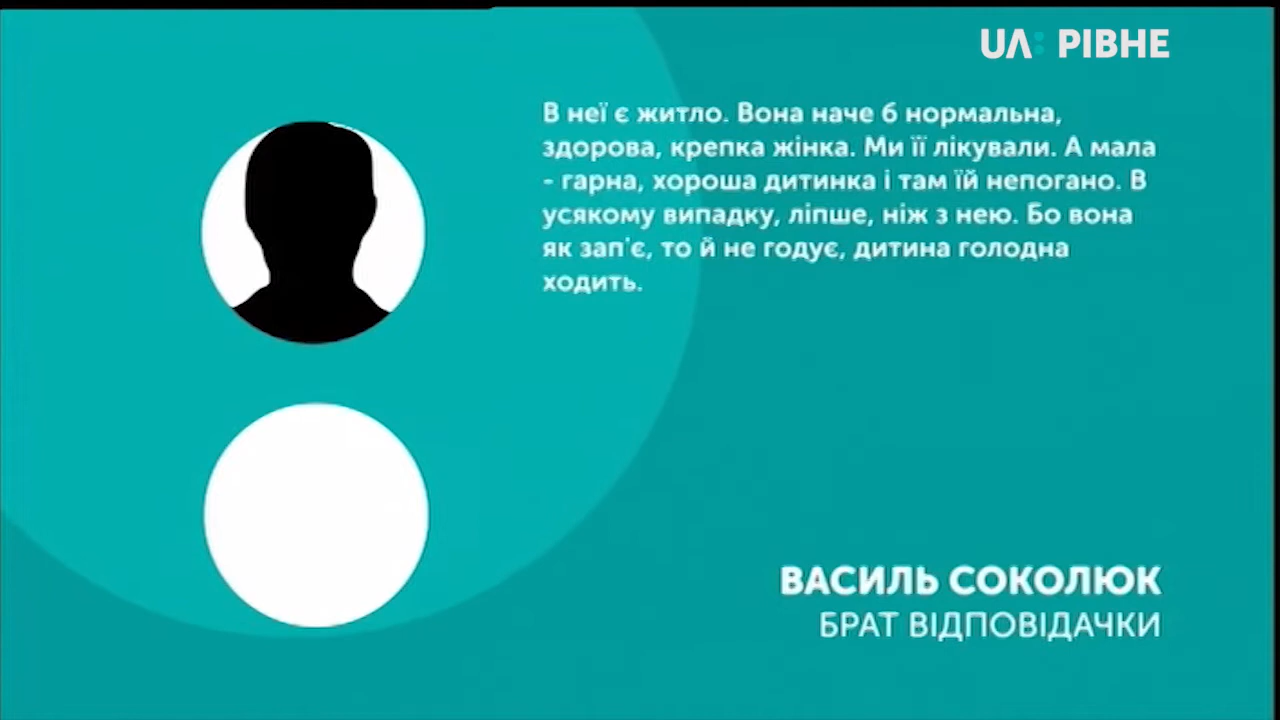 UA: РІВНЕ
В неї є житло. Вона наче б нормальна,
здорова, крепка жінка. Ми її лікували. А мала
- гарна, хороша дитинка і там їй непогано. В
усякому випадку, ліпше, ніж з нею. Бо вона
як зап'є, то й не годує, дитина голодна
ходить.
ВАСИЛЬ СОКОЛЮК
БРАТ ВІДПОВІДАЧКИ